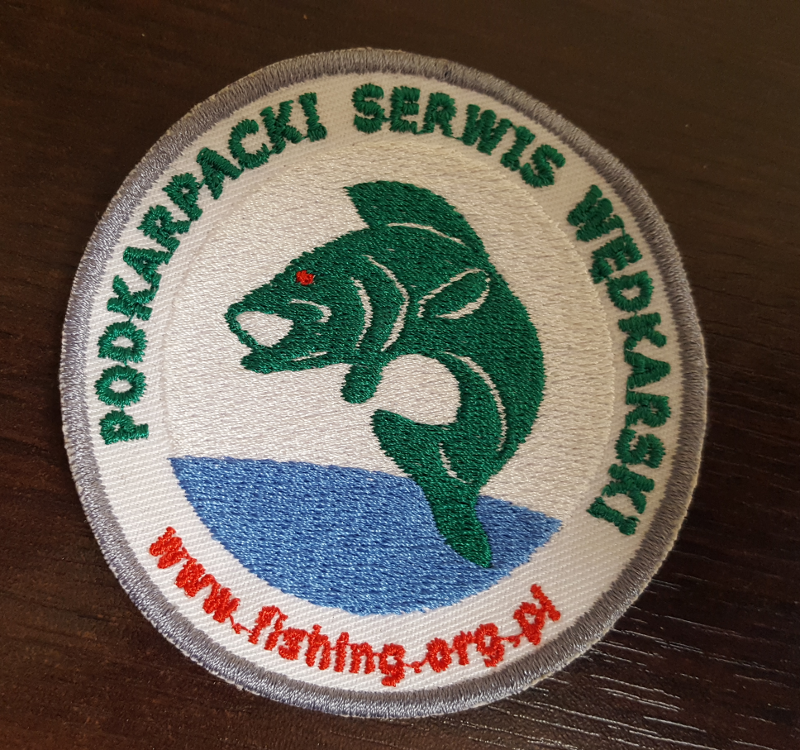 PODKARPACKI SERWIS WĘDKARSKI
www.fishing.org.pl